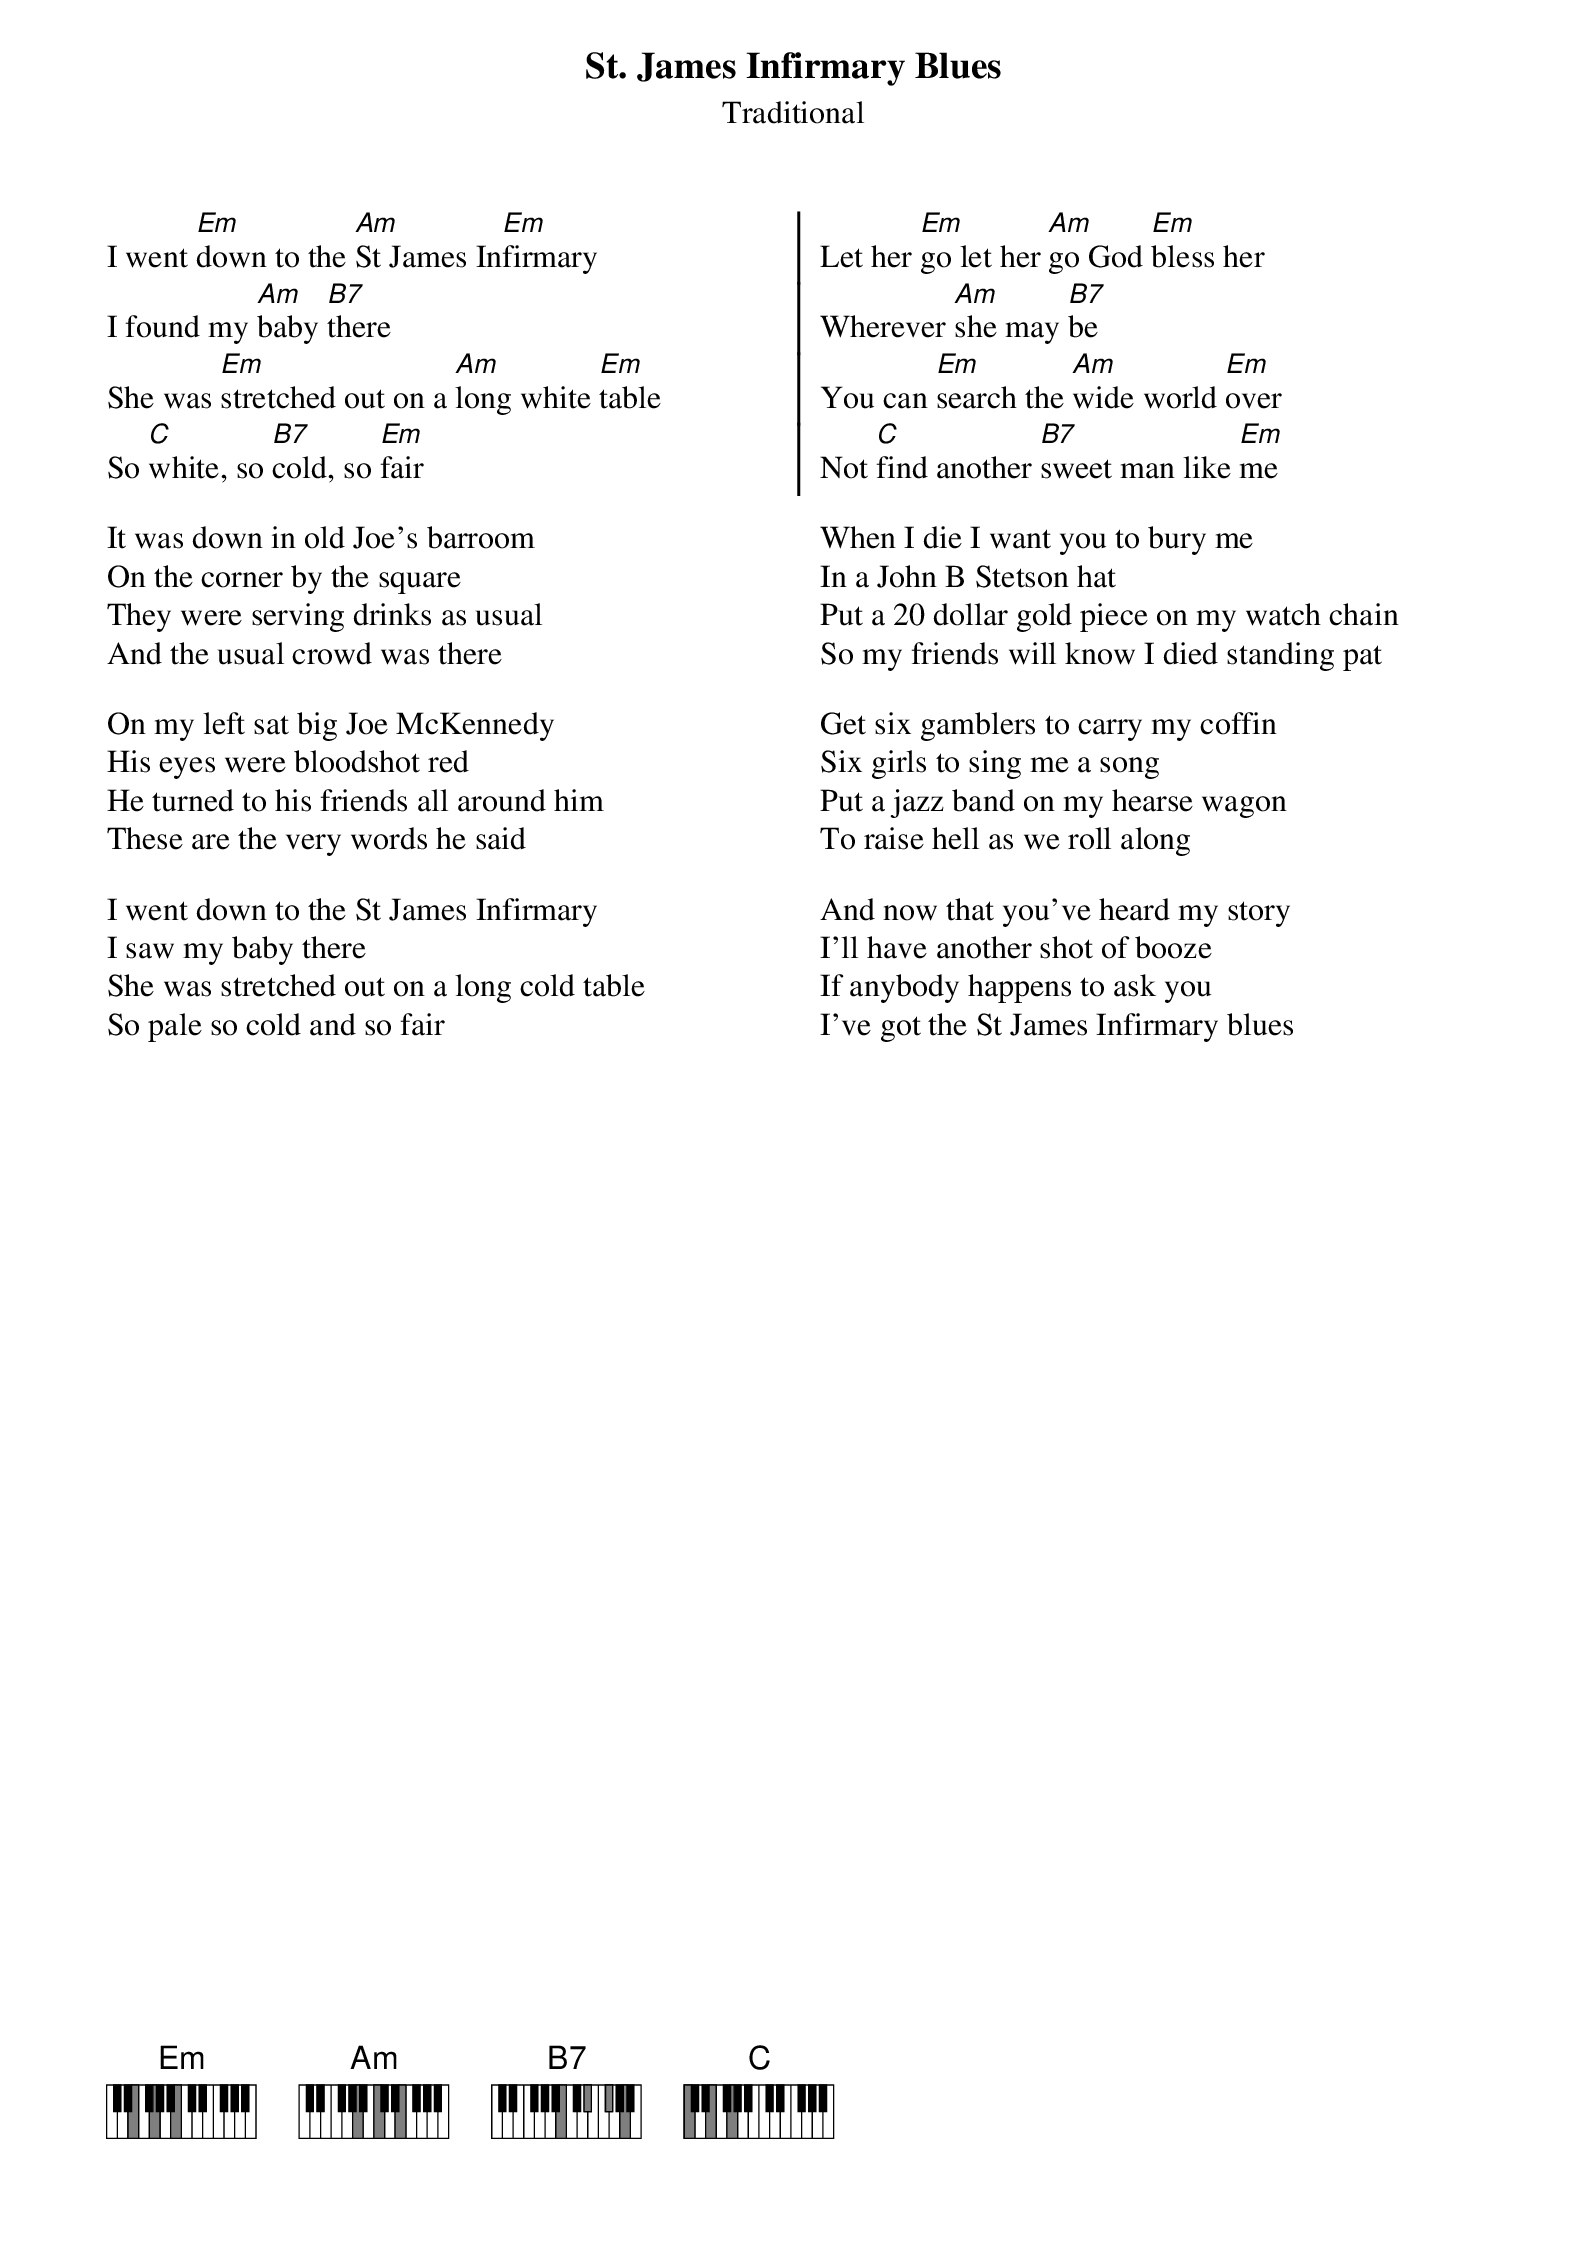 St. James Infirmary Blues
Traditional
Em Am Em
I went down to the St James Infirmary
Am B7
I found my baby there
Em Am Em
She was stretched out on a long white table
C B7 Em
So white, so cold, so fair
It was down in old Joe's barroom
On the corner by the square
They were serving drinks as usual
And the usual crowd was there
On my left sat big Joe McKennedy
His eyes were bloodshot red
He turned to his friends all around him
These are the very words he said
I went down to the St James Infirmary
I saw my baby there
She was stretched out on a long cold table
So pale so cold and so fair
Em Am Em
Let her go let her go God bless her
Am B7
Wherever she may be
Em Am Em
You can search the wide world over
C B7 Em
Not find another sweet man like me
When I die I want you to bury me
In a John B Stetson hat
Put a 20 dollar gold piece on my watch chain
So my friends will know I died standing pat
Get six gamblers to carry my coffin
Six girls to sing me a song
Put a jazz band on my hearse wagon
To raise hell as we roll along
And now that you've heard my story
I'll have another shot of booze
If anybody happens to ask you
I've got the St James Infirmary blues
Em Am B7 C